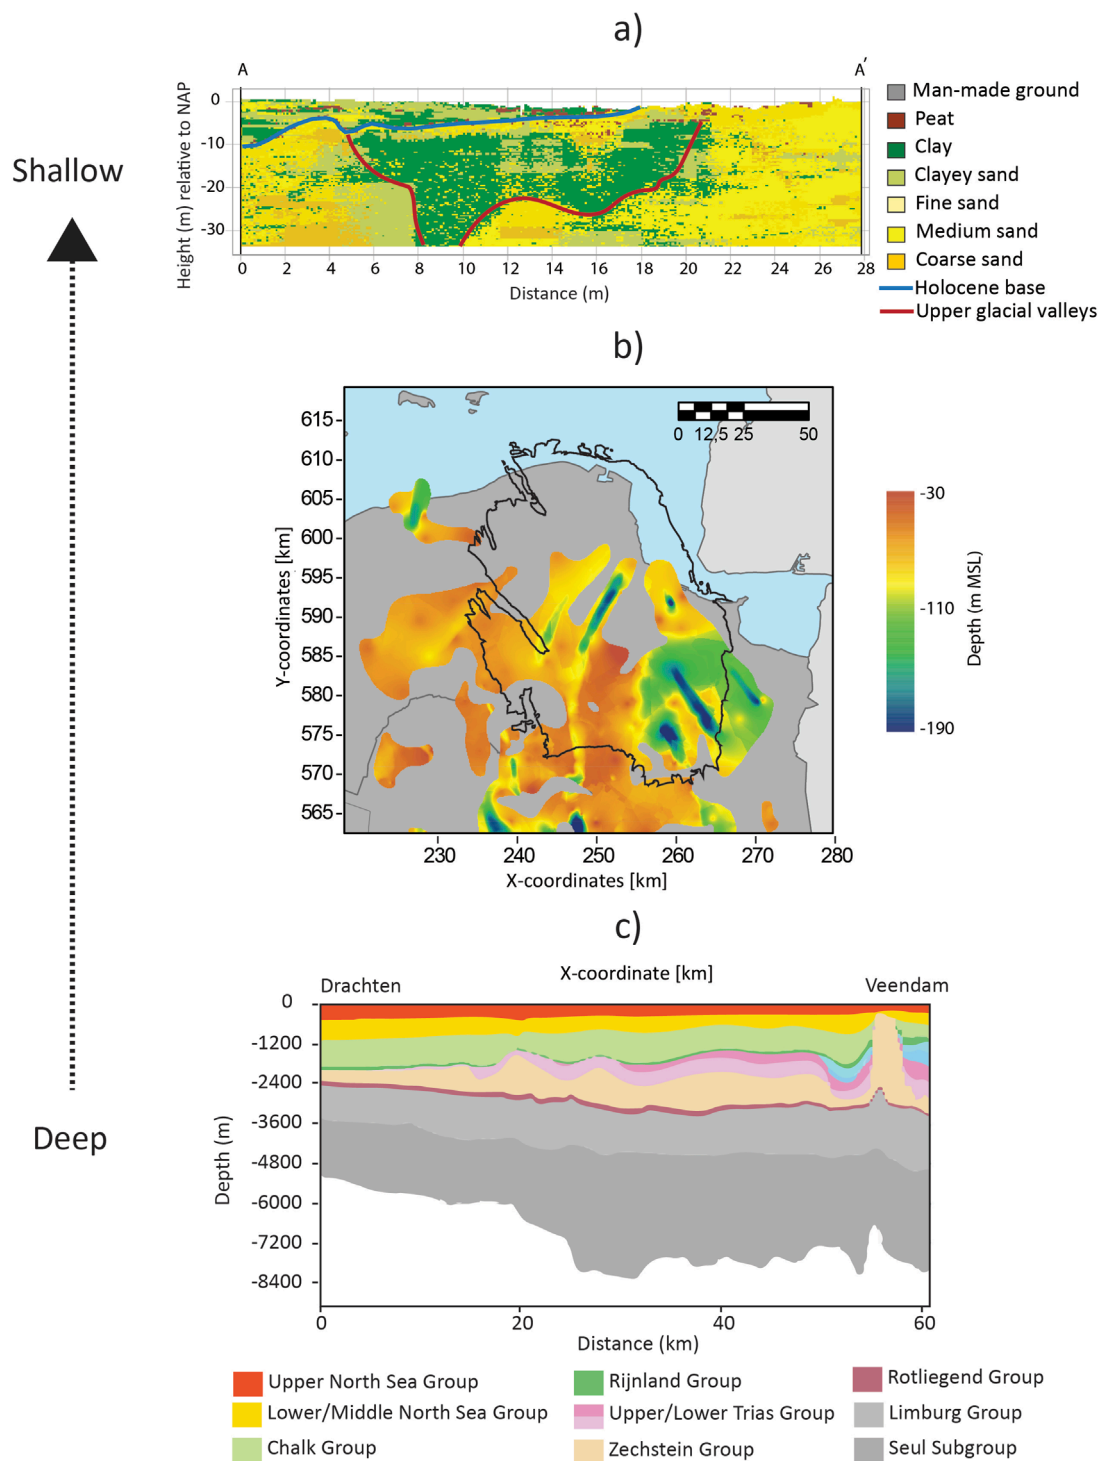 a)
A A′
Shallow
Deep
Height (m) relative to NAP
0
-10
-20
-30
0 2 4 6 8 10 12 14 16 18 20 22 24 26 28
Distance (m)
Man-made ground
Peat
Clay
Clayey sand
Fine sand
Medium sand
Coarse sand
Holocene base
Upper glacial valleys
b)
0 12,5 25 50
Y-coordinates [km]
615
610
605
600
595
590
585
580
575
570
565
230 240 250 260 270 280
X-coordinates [km]
-30
-110
-190
Depth (m MSL)
c)
X-coordinate [km]
Drachten Veendam
Depth (m)
0
-1200
-2400
-3600
-4800
-6000
-7200
-8400
0 20 40 60
Distance (km)
Upper North Sea Group
Lower/Middle North Sea Group
Chalk Group
Rijnland Group
Upper/Lower Trias Group
Zechstein Group
Rotliegend Group
Limburg Group
Seul Subgroup